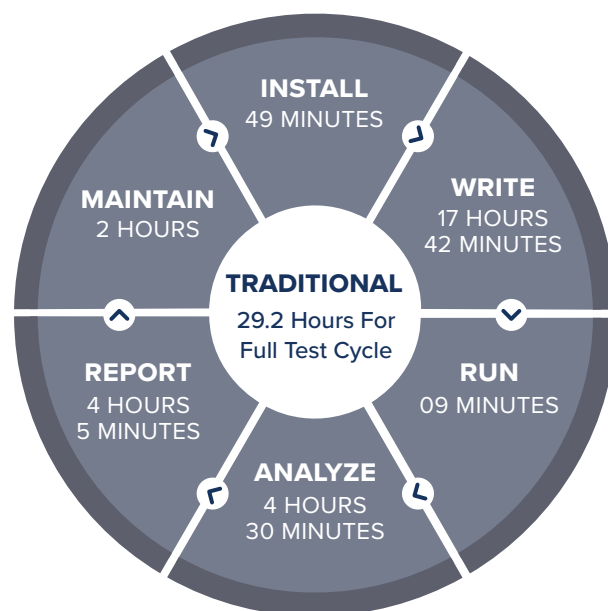 INSTALL
49 MINUTES
WRITE
17 HOURS
42 MINUTES
RUN
09 MINUTES
ANALYZE
4 HOURS
30 MINUTES
REPORT
4 HOURS
5 MINUTES
MAINTAIN
2 HOURS
TRADITIONAL
29.2 Hours For
Full Test Cycle